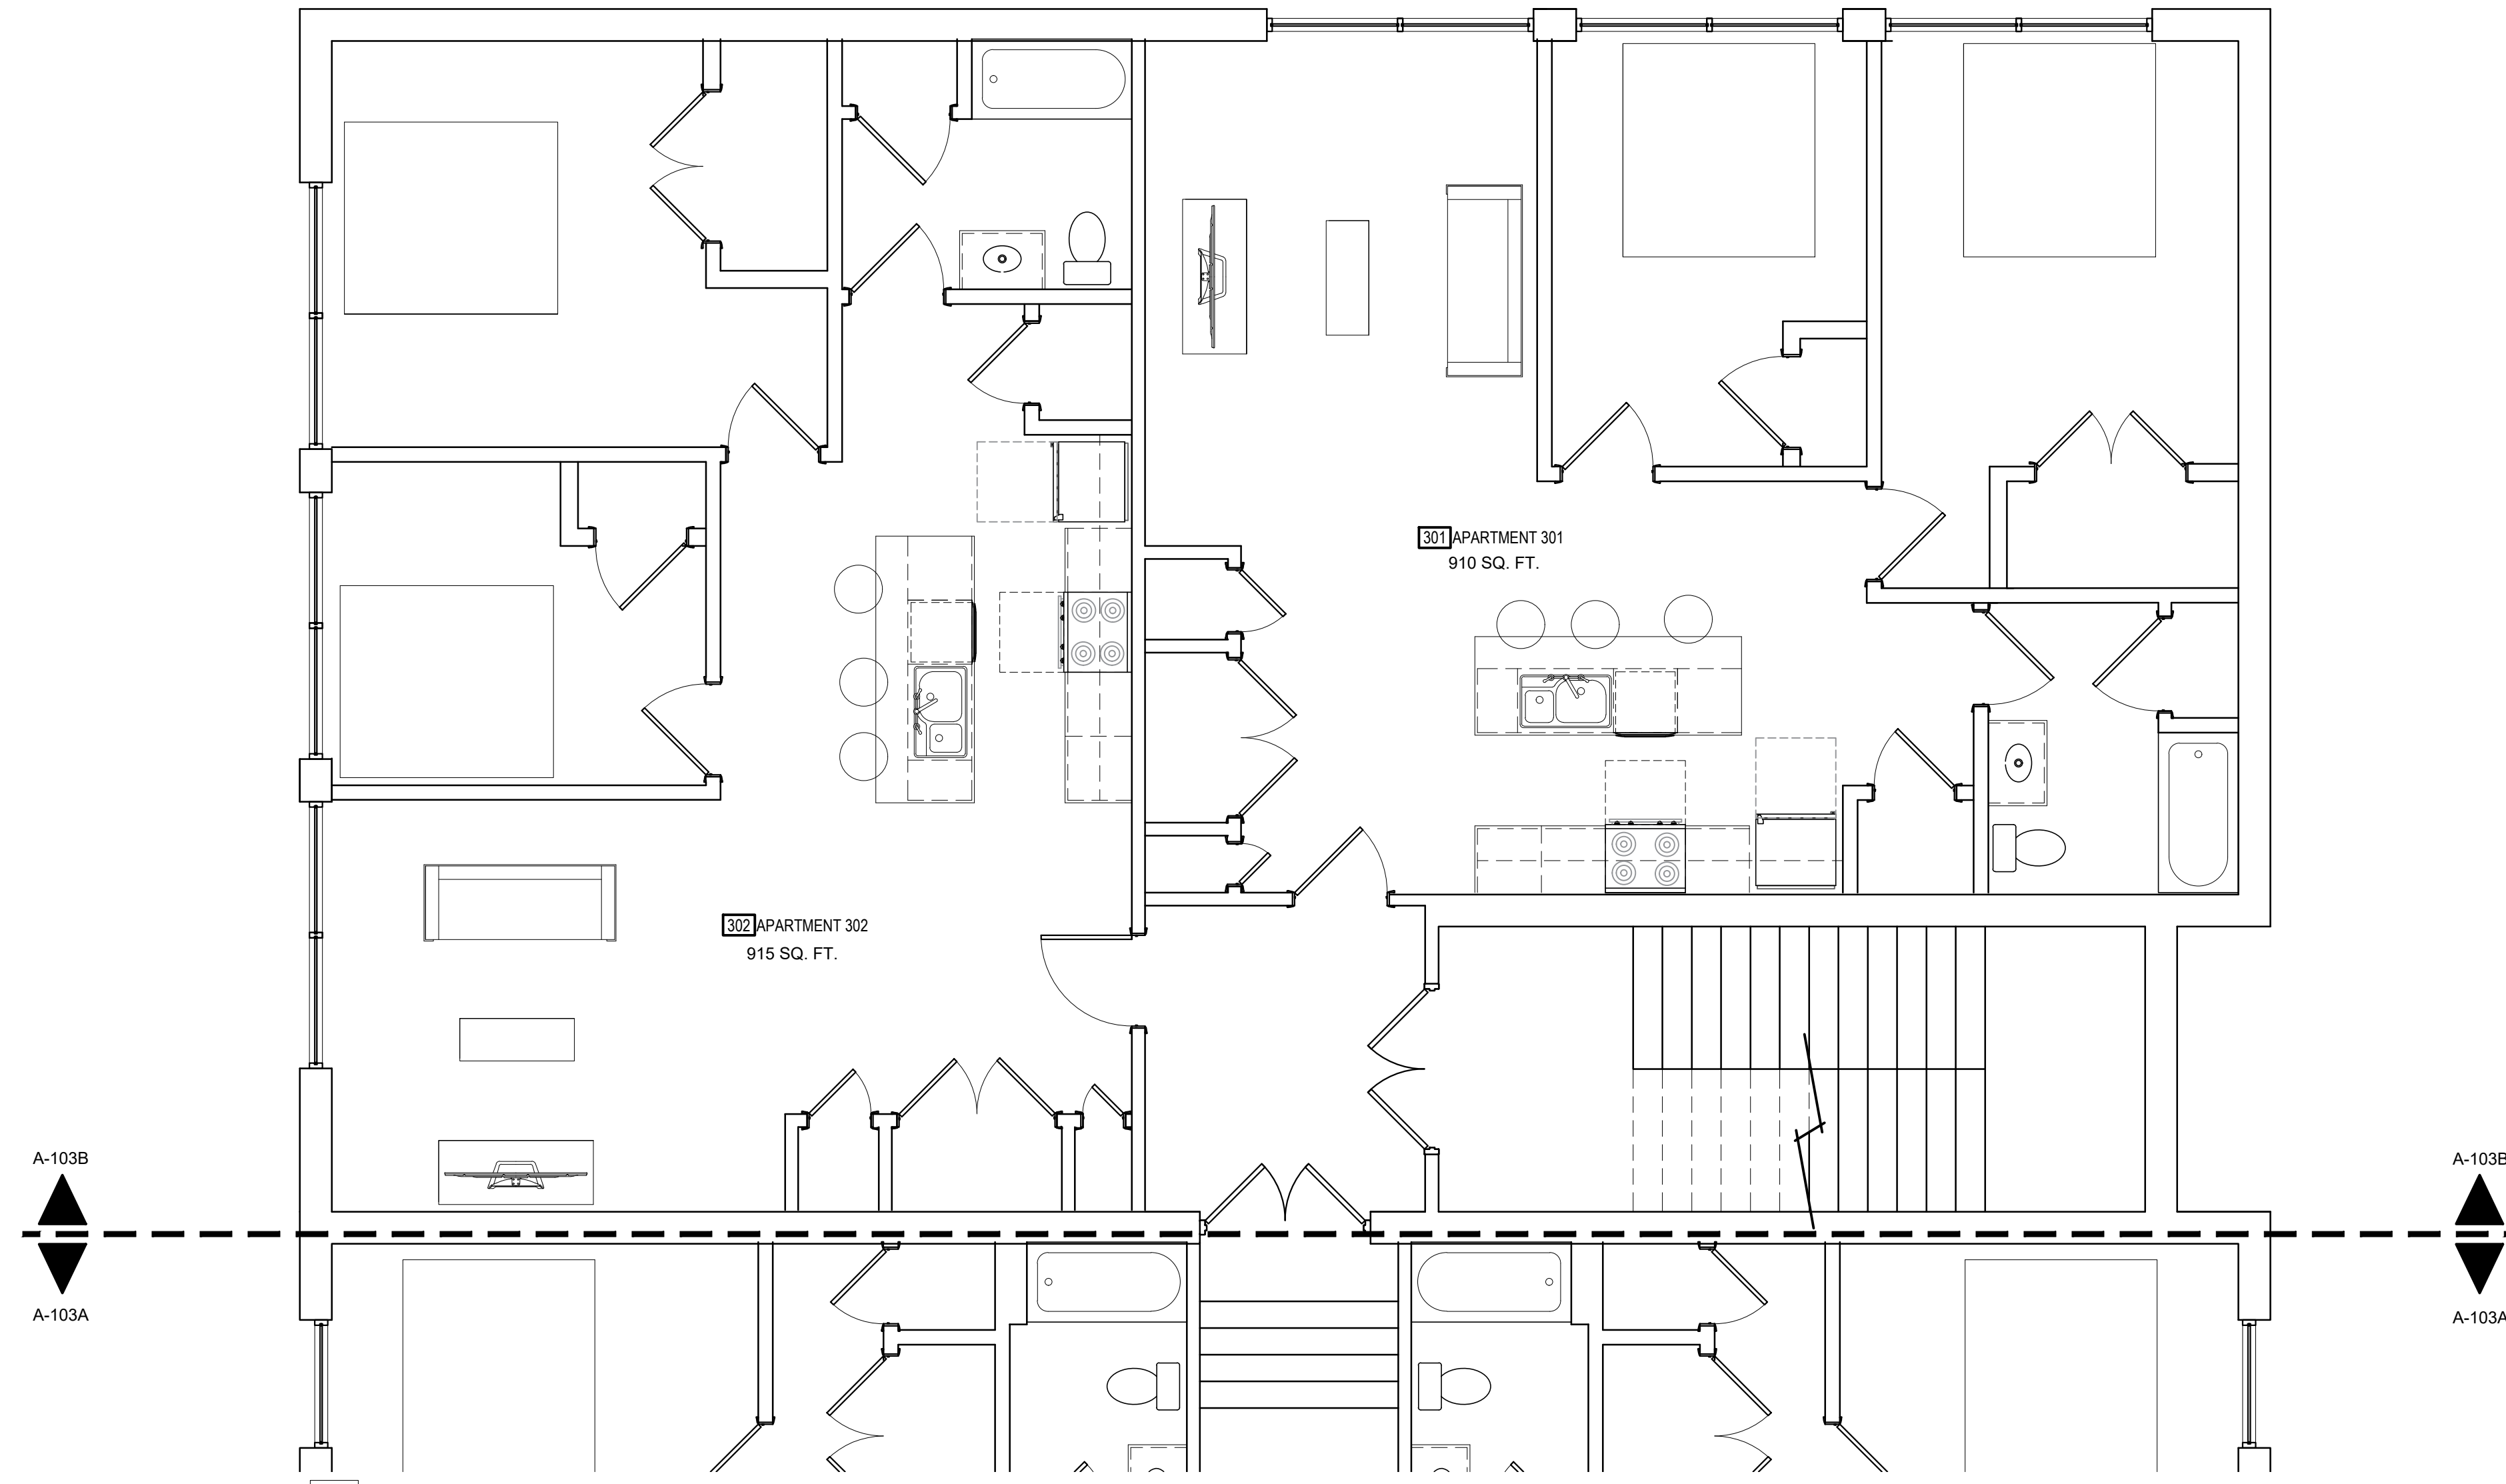 301 APARTMENT 301
910 SQ. FT.
302 APARTMENT 302
915 SQ. FT.
A-103B
A-103B
A-103A
A-103A